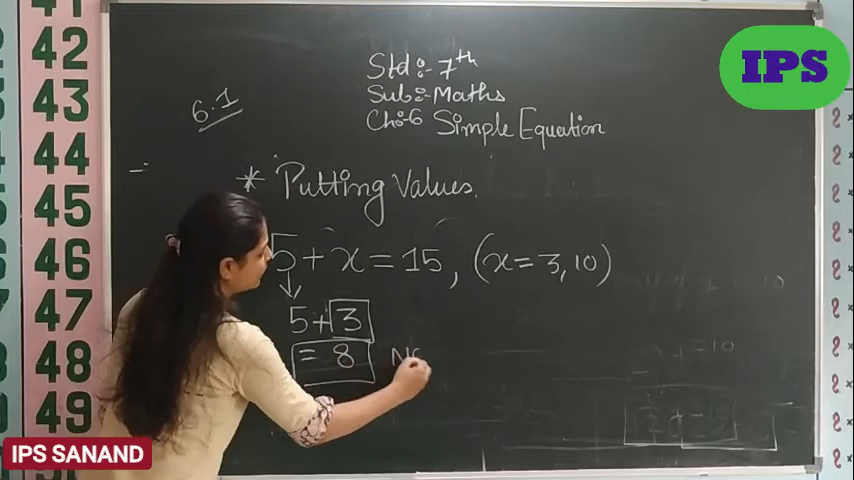 41
42
43
44
45
46
47
48
49
50
IPS
Std:- 7th
Sub:- Maths
Ch:-6 Simple Equation
6.1
* Putting Values.
5 + x = 15, (x = 3, 10)
5+3
= 8
IPS SANAND